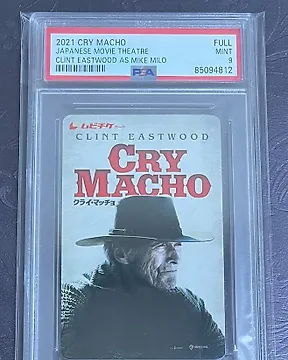 2021 CRY MACHO FULL
JAPANESE MOVIE THEATRE MINT
CLINT EASTWOOD AS MIKE MILO 9
PSA 85094812
ムビチケ
CLINT EASTWOOD
CRY
MACHO
クライ・マッチョ